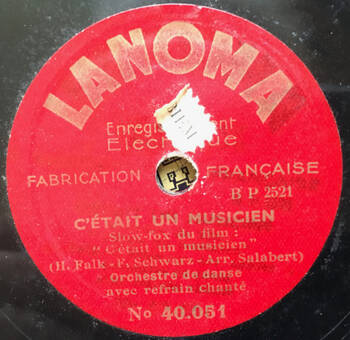 LANOMA
Electrique
FABRICATION FRANÇAISE
B P 2521
C'ÉTAIT UN MUSICIEN
Slow-fox du film :
" C'était un musicien "
(H. Falk - F. Schwarz - Arr. Salabert)
Orchestre de danse
avec refrain chanté
No 40.051